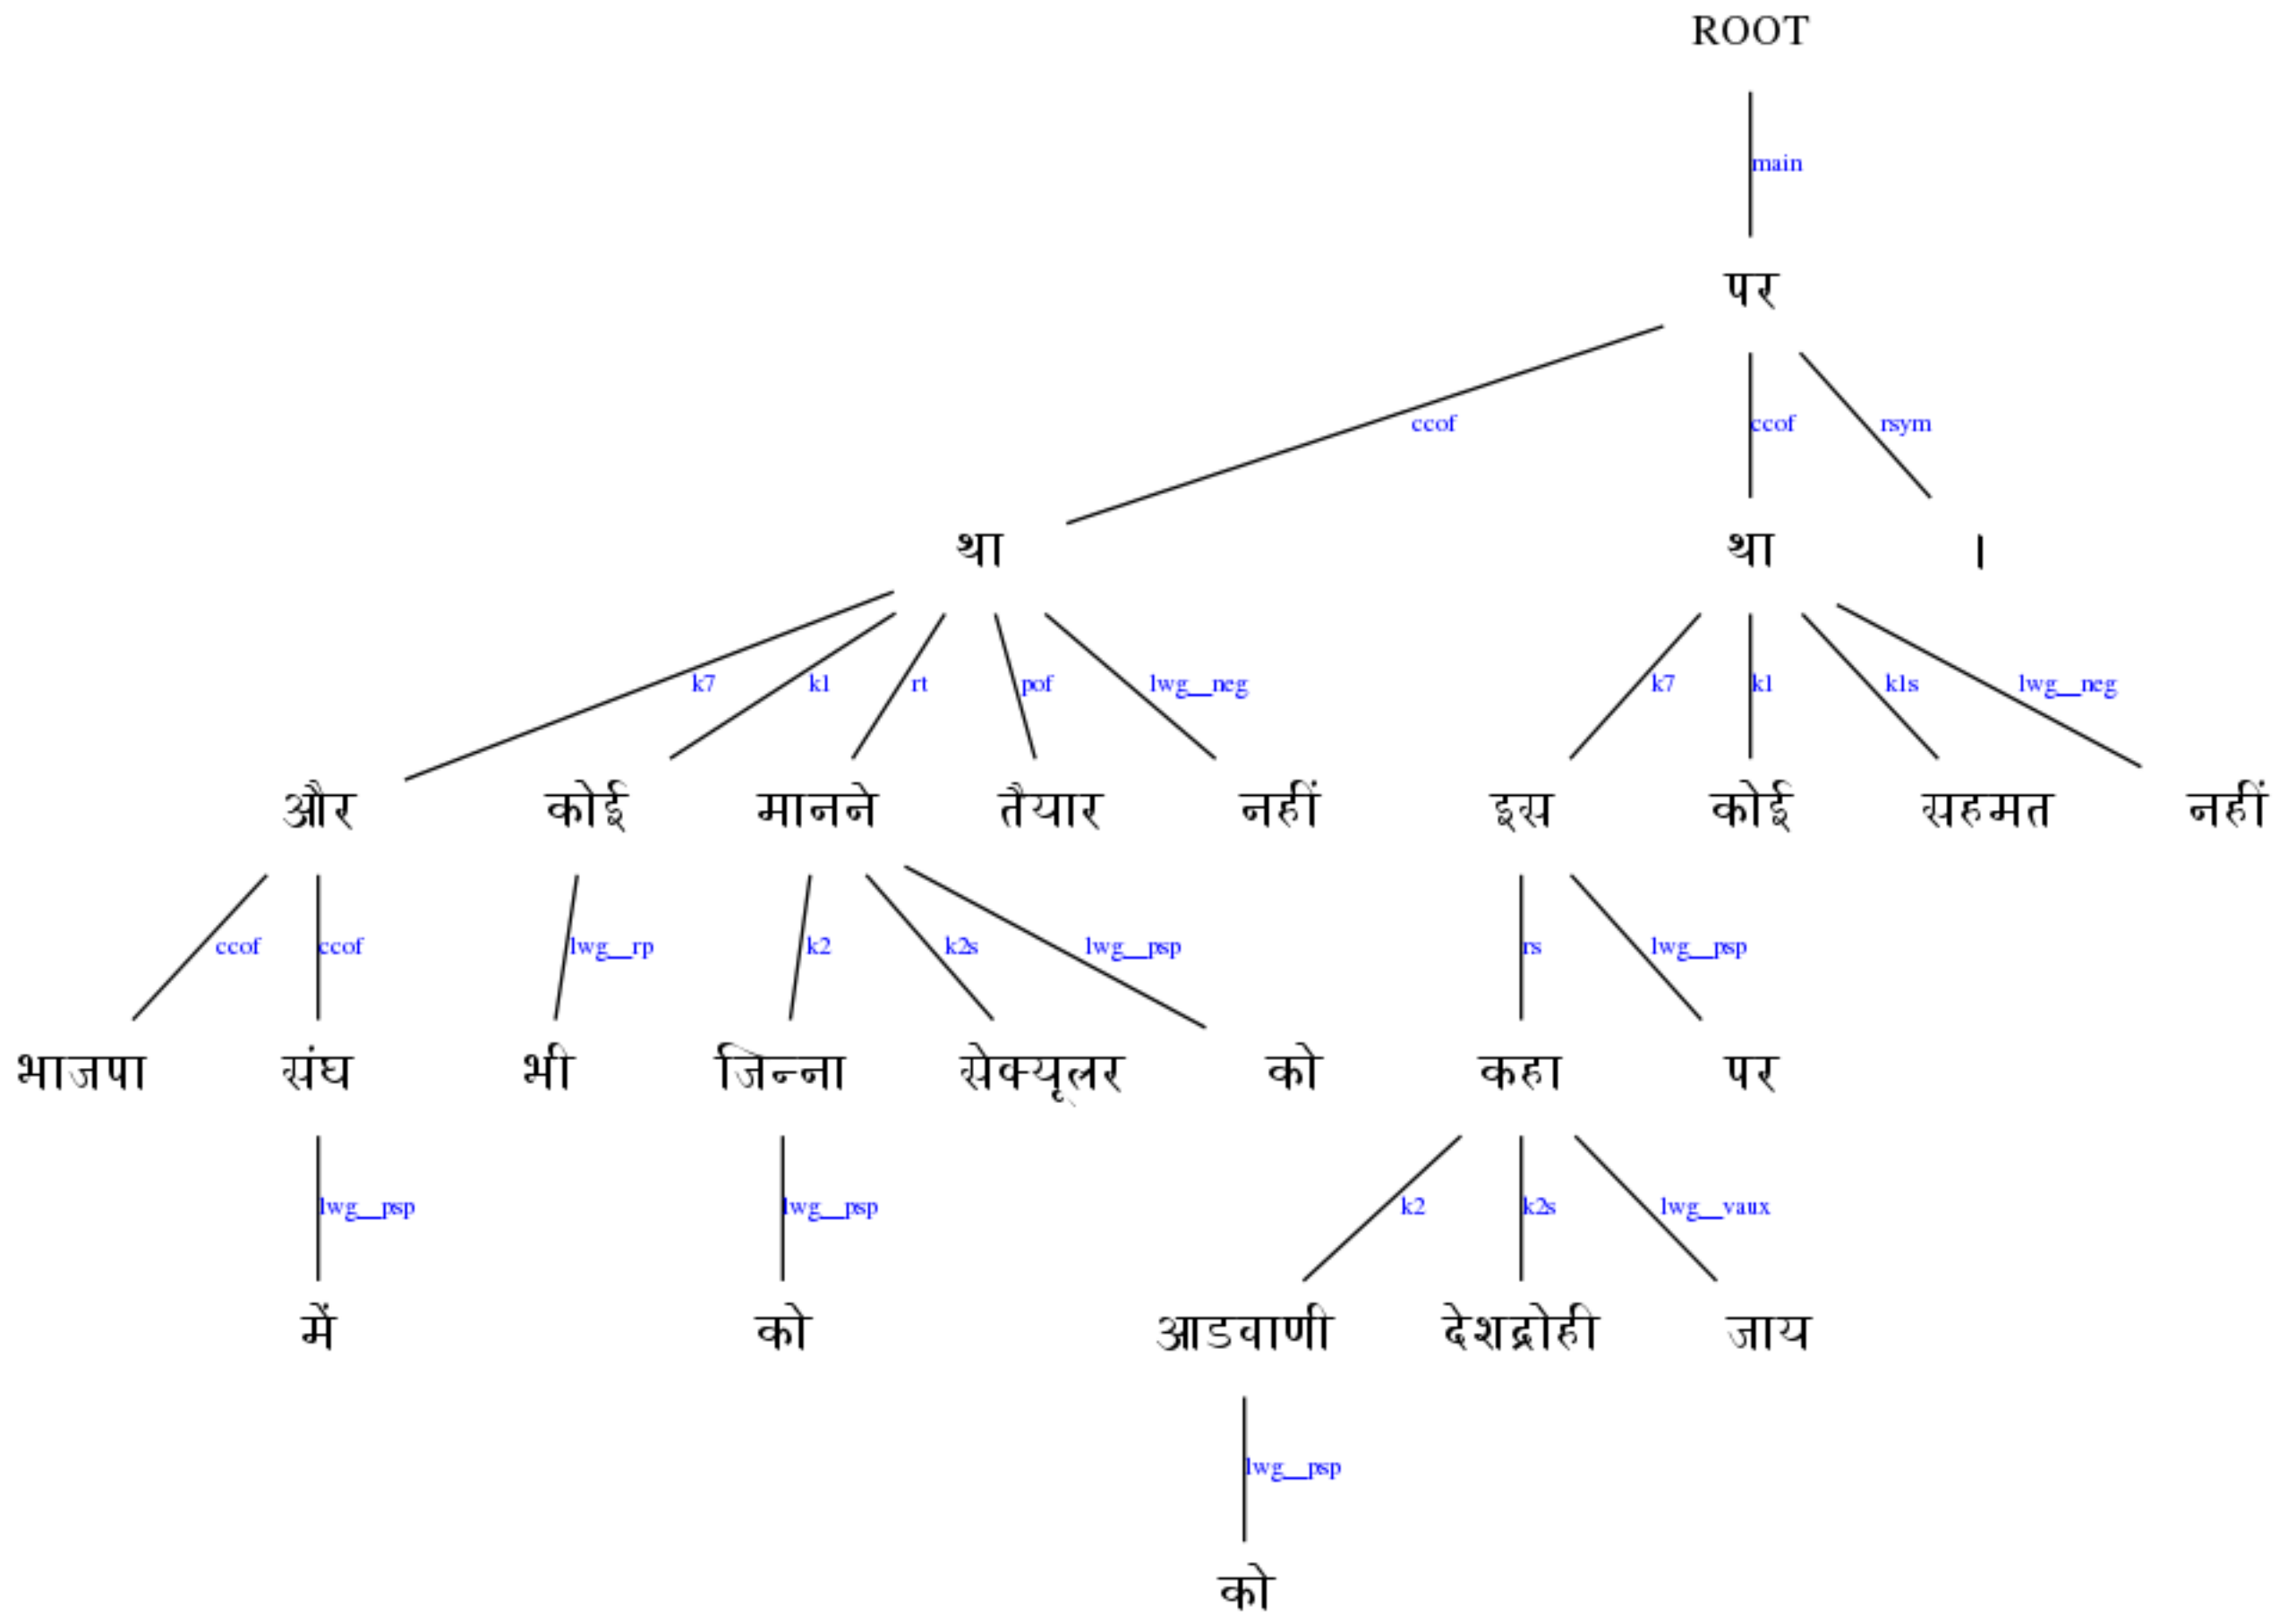 ROOT
main
पर
ccof ccof rsym
था था ।
k7 k1 rt pof lwg__neg k7 k1 k1s lwg__neg
और कोई मानने तैयार नहीं इस कोई सहमत नहीं
ccof ccof lwg__rp k2 k2s lwg__psp rs lwg__psp
भाजपा संघ भी जिन्ना सेक्यूलर को कहा पर
lwg__psp lwg__psp k2 k2s lwg__vaux
में को आडवाणी देशद्रोही जाय
lwg__psp
को